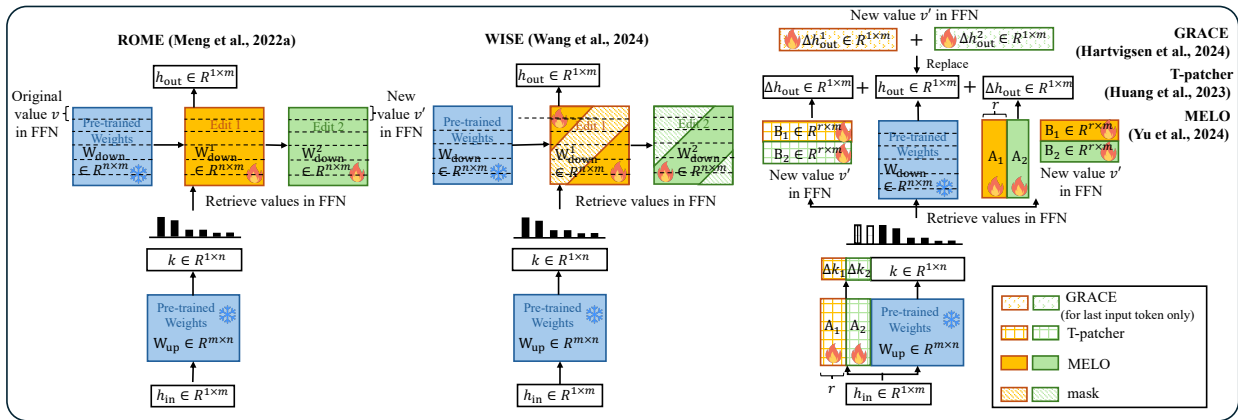 ROME (Meng et al., 2022a)
h_out ∈ R^{1×m}
Original
value v
in FFN
Pre-trained
Weights
W_down
∈ R^{n×m}
Edit 1
W^1_down
∈ R^{n×m}
Edit 2
W^2_down
∈ R^{n×m}
New
value v′
in FFN
Retrieve values in FFN
k ∈ R^{1×n}
Pre-trained
Weights
W_up ∈ R^{m×n}
h_in ∈ R^{1×m}
WISE (Wang et al., 2024)
h_out ∈ R^{1×m}
Pre-trained
Weights
W_down
∈ R^{n×m}
Edit 1
W^1_down
∈ R^{n×m}
Edit 2
W^2_down
∈ R^{n×m}
Retrieve values in FFN
k ∈ R^{1×n}
Pre-trained
Weights
W_up ∈ R^{m×n}
h_in ∈ R^{1×m}
New value v′ in FFN
Δh^1_out ∈ R^{1×m} + Δh^2_out ∈ R^{1×m}
Replace
Δh_out ∈ R^{1×m} + h_out ∈ R^{1×m} + Δh_out ∈ R^{1×m}
GRACE
(Hartvigsen et al., 2024)
T-patcher
(Huang et al., 2023)
MELO
(Yu et al., 2024)
B_1 ∈ R^{r×m}
B_2 ∈ R^{r×m}
New value v′
in FFN
Pre-trained
Weights
W_down
∈ R^{n×m}
r
A_1 A_2
B_1 ∈ R^{r×m}
B_2 ∈ R^{r×m}
New value v′
in FFN
Retrieve values in FFN
Δk_1 Δk_2 k ∈ R^{1×n}
A_1 A_2
Pre-trained
Weights
W_up ∈ R^{m×n}
r
h_in ∈ R^{1×m}
GRACE
(for last input token only)
T-patcher
MELO
mask